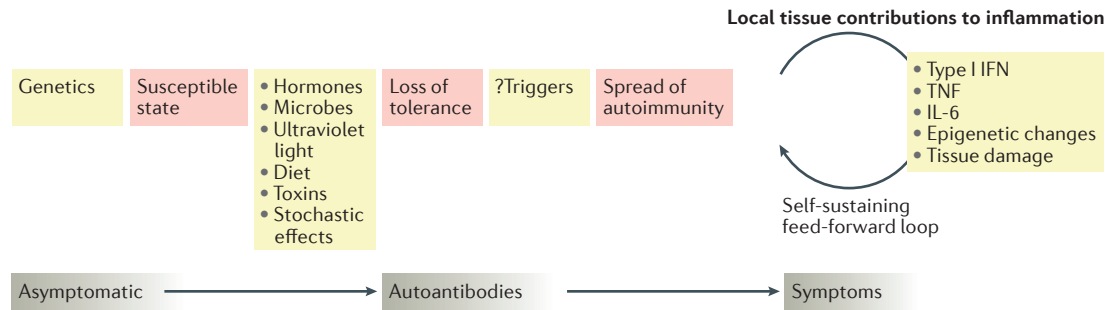 Local tissue contributions to inflammation
Genetics
Susceptible
state
• Hormones
• Microbes
• Ultraviolet
light
• Diet
• Toxins
• Stochastic
effects
Loss of
tolerance
?Triggers
Spread of
autoimmunity
• Type I IFN
• TNF
• IL-6
• Epigenetic changes
• Tissue damage
Self-sustaining
feed-forward loop
Asymptomatic
Autoantibodies
Symptoms